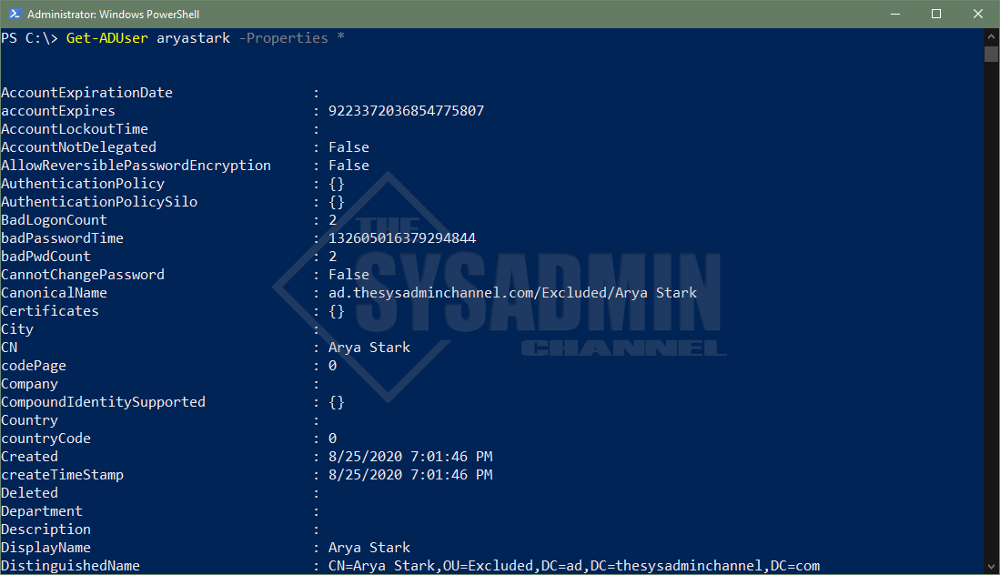 Administrator: Windows PowerShell
PS C:\> Get-ADUser aryastark -Properties *
AccountExpirationDate :
accountExpires : 9223372036854775807
AccountLockoutTime :
AccountNotDelegated : False
AllowReversiblePasswordEncryption : False
AuthenticationPolicy : {}
AuthenticationPolicySilo : {}
BadLogonCount : 2
badPasswordTime : 132605016379294844
badPwdCount : 2
CannotChangePassword : False
CanonicalName : ad.thesysadminchannel.com/Excluded/Arya Stark
Certificates : {}
City :
CN : Arya Stark
codePage : 0
Company :
CompoundIdentitySupported : {}
Country :
countryCode : 0
Created : 8/25/2020 7:01:46 PM
createTimeStamp : 8/25/2020 7:01:46 PM
Deleted :
Department :
Description :
DisplayName : Arya Stark
DistinguishedName : CN=Arya Stark,OU=Excluded,DC=ad,DC=thesysadminchannel,DC=com
THE
SYSADMIN
CHANNEL